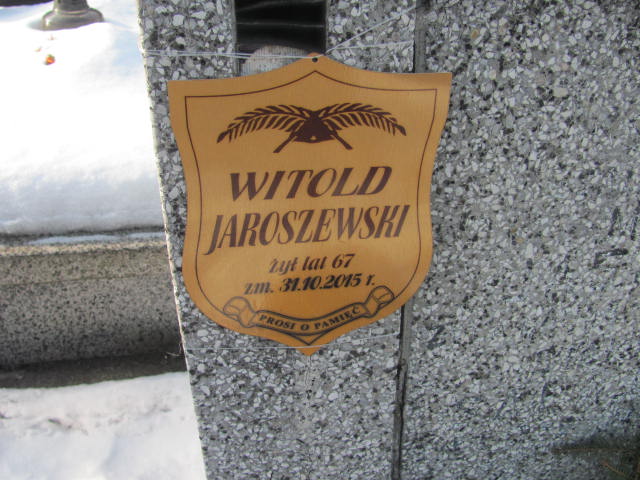 WITOLD
JAROSZEWSKI
żył lat 67
zm. 31.10.2015 r.
PROSI O PAMIĘĆ